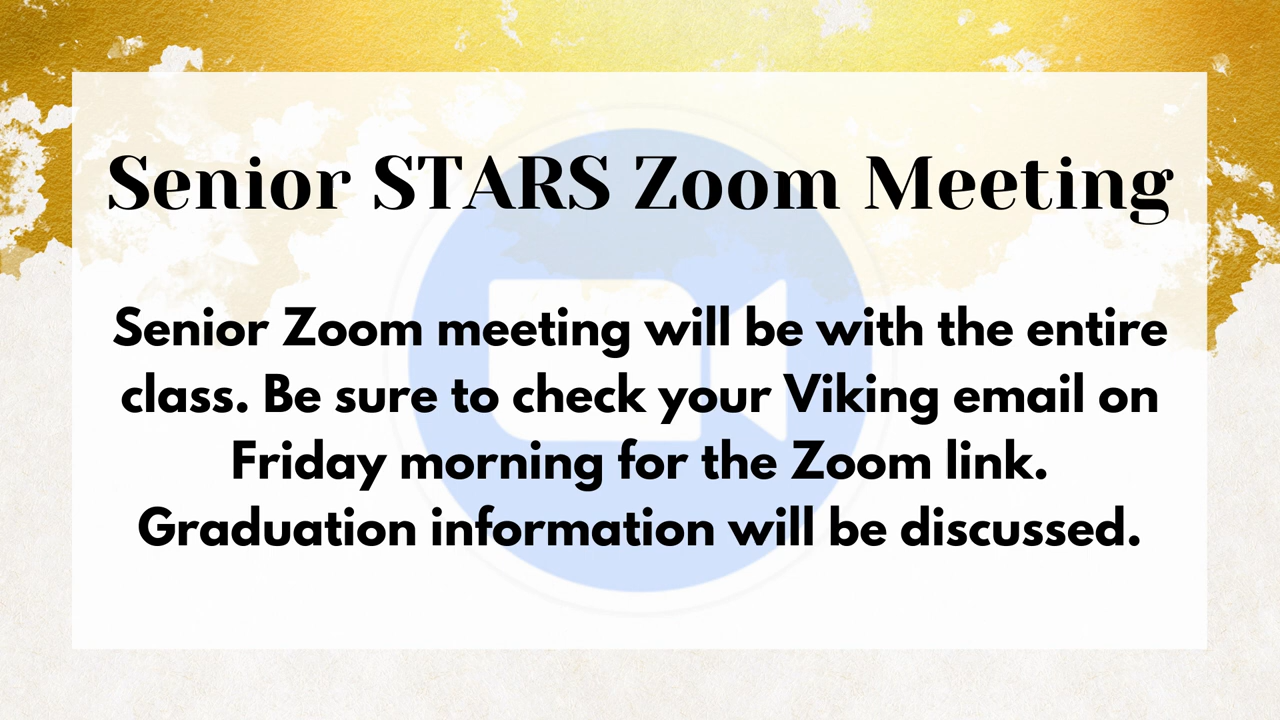 Senior STARS Zoom Meeting
Senior Zoom meeting will be with the entire
class. Be sure to check your Viking email on
Friday morning for the Zoom link.
Graduation information will be discussed.